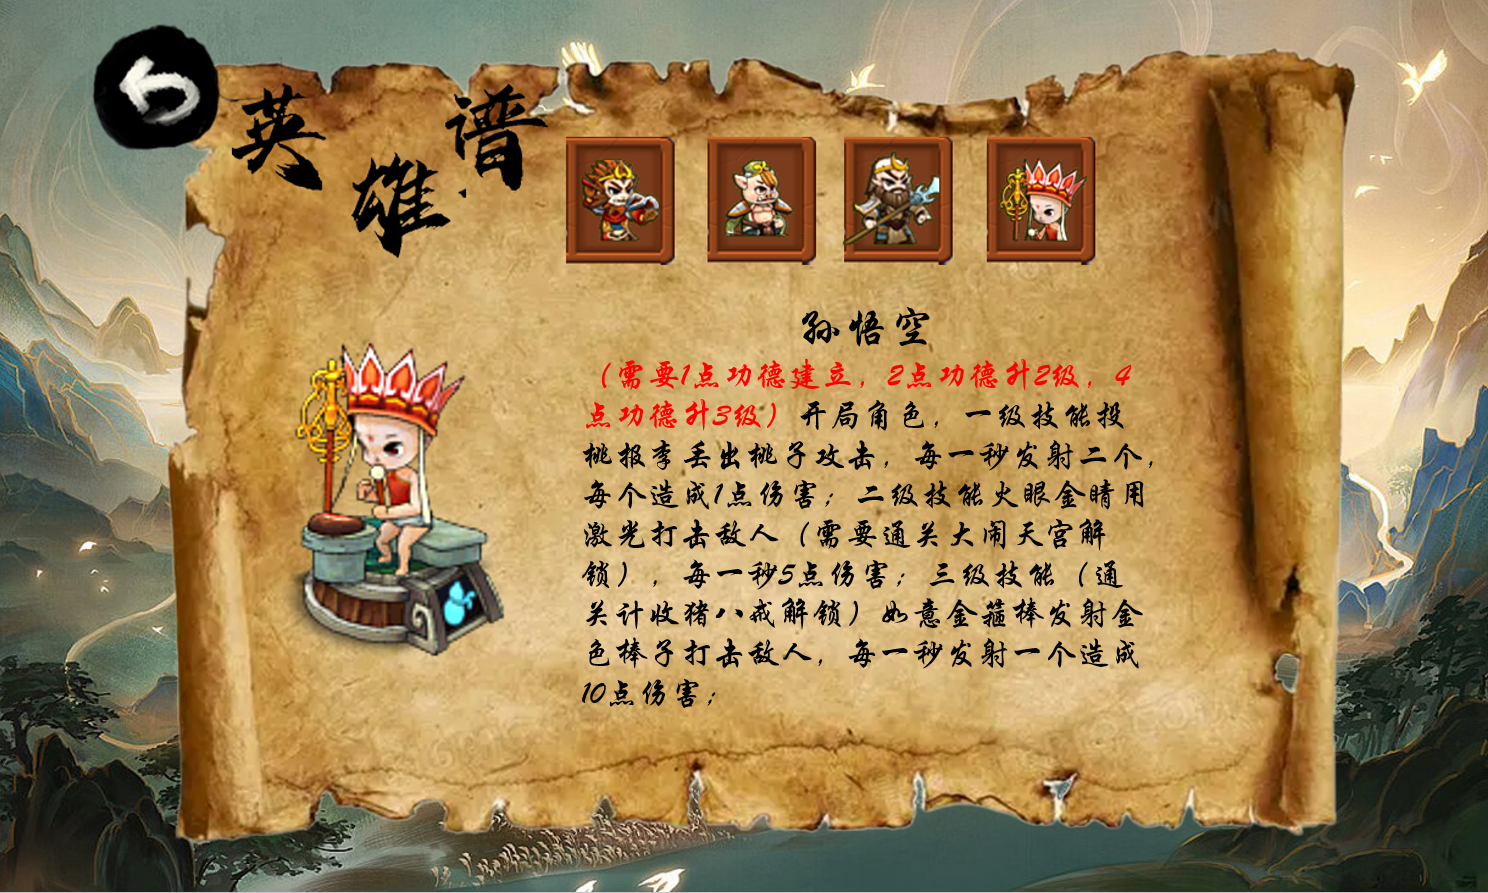 英雄谱
孙悟空
（需要1点功德建立，2点功德升2级，4
点功德升3级）开局角色，一级技能投
桃报李丢出桃子攻击，每一秒发射二个，
每个造成1点伤害；二级技能火眼金睛用
激光打击敌人（需要通关大闹天宫解
锁），每一秒5点伤害；三级技能（通
关计收猪八戒解锁）如意金箍棒发射金
色棒子打击敌人，每一秒发射一个造成
10点伤害；